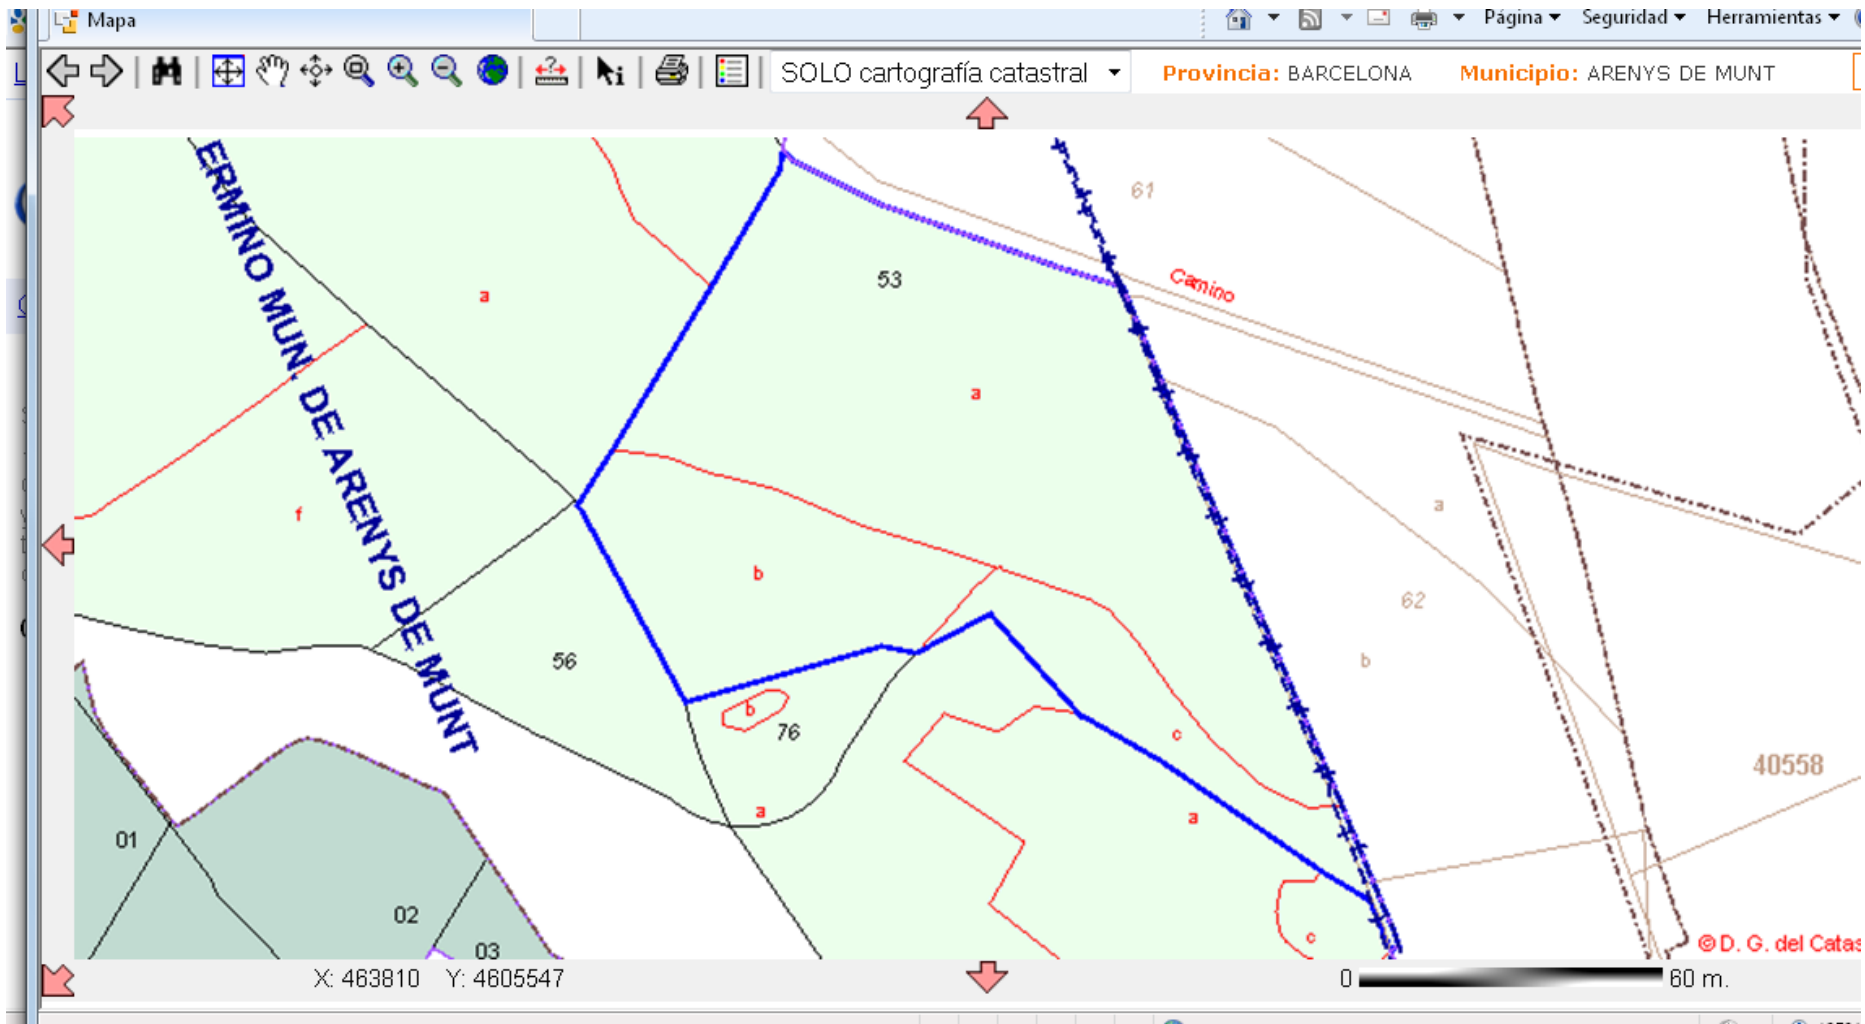 Mapa
Página Seguridad Herramientas
SOLO cartografía catastral Provincia: BARCELONA Municipio: ARENYS DE MUNT
ERMINO MUN. DE ARENYS DE MUNT
61
53
Camino
a
a
f
a
b
62
56
b
b
76
c
40558
a
a
01
02
03
c
© D. G. del Catas
X: 463810 Y: 4605547
0 60 m.